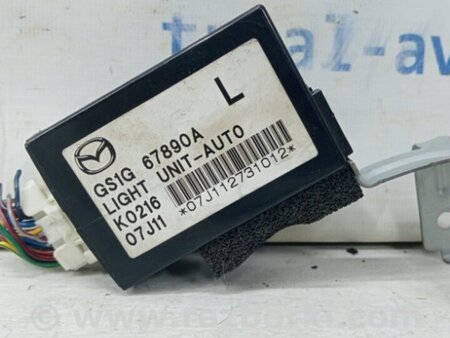 L
GS1G 67890A
LIGHT UNIT-AUTO
K0216
07J11
*07J112731012*